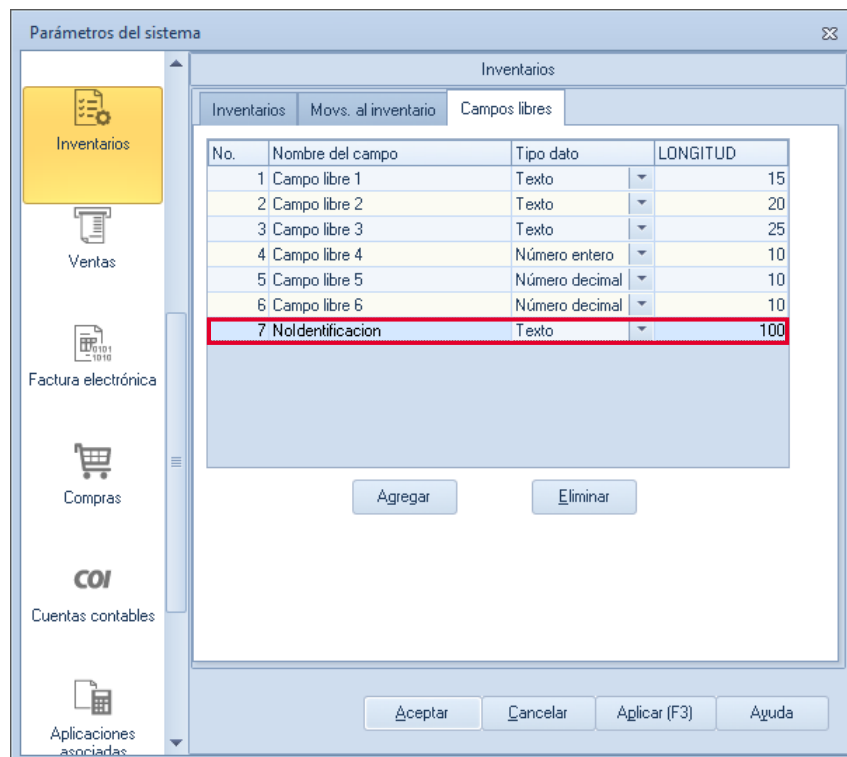 Parámetros del sistema
Inventarios
Ventas
0101
1010
Factura electrónica
Compras
COI
Cuentas contables
Aplicaciones
asociadas
Inventarios
Inventarios Movs. al inventario Campos libres
No. Nombre del campo Tipo dato LONGITUD
1 Campo libre 1 Texto 15
2 Campo libre 2 Texto 20
3 Campo libre 3 Texto 25
4 Campo libre 4 Número entero 10
5 Campo libre 5 Número decimal 10
6 Campo libre 6 Número decimal 10
7 NoIdentificacion Texto 100
Agregar Eliminar
Aceptar Cancelar Aplicar (F3) Ayuda